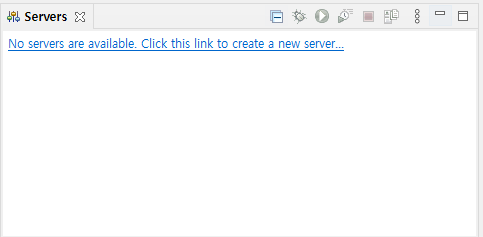 Servers
No servers are available. Click this link to create a new server...